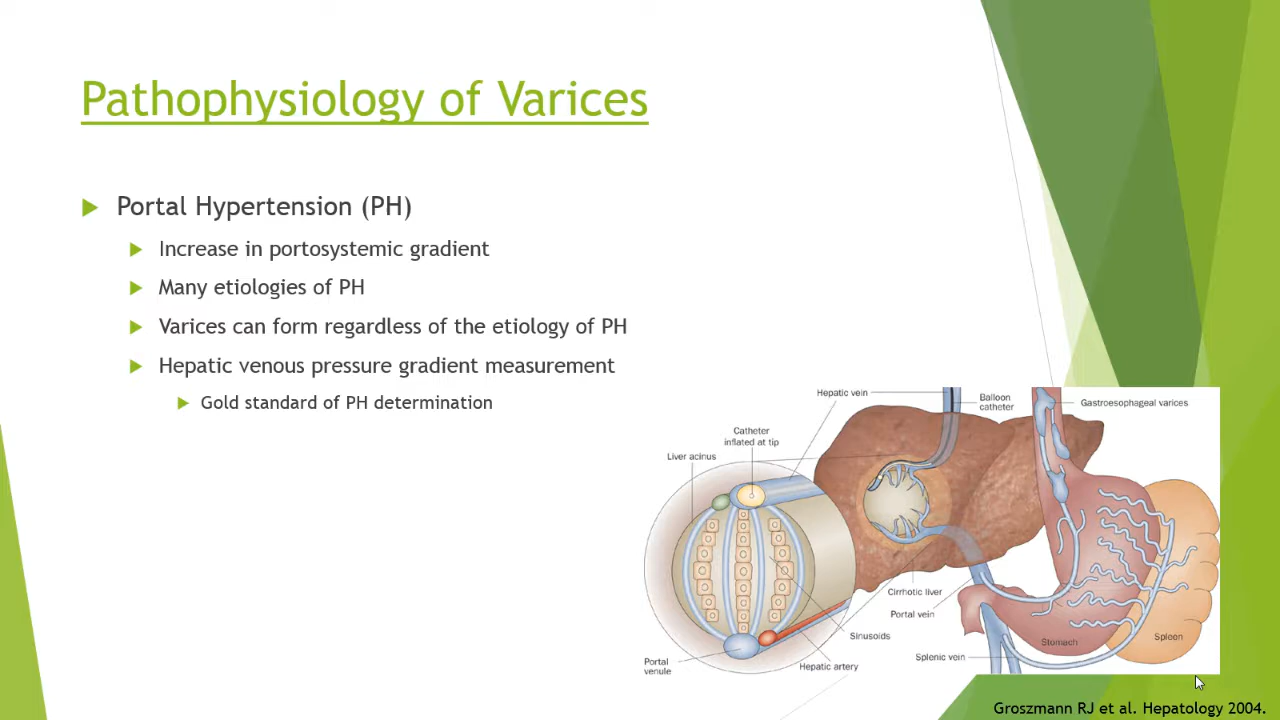 Pathophysiology of Varices
Portal Hypertension (PH)
Increase in portosystemic gradient
Many etiologies of PH
Varices can form regardless of the etiology of PH
Hepatic venous pressure gradient measurement
Gold standard of PH determination
Hepatic vein
Balloon
catheter
Gastroesophageal varices
Catheter
inflated at tip
Liver acinus
Cirrhotic liver
Portal vein
Sinusoids
Stomach
Spleen
Splenic vein
Portal
venule
Hepatic artery
Groszmann RJ et al. Hepatology 2004.